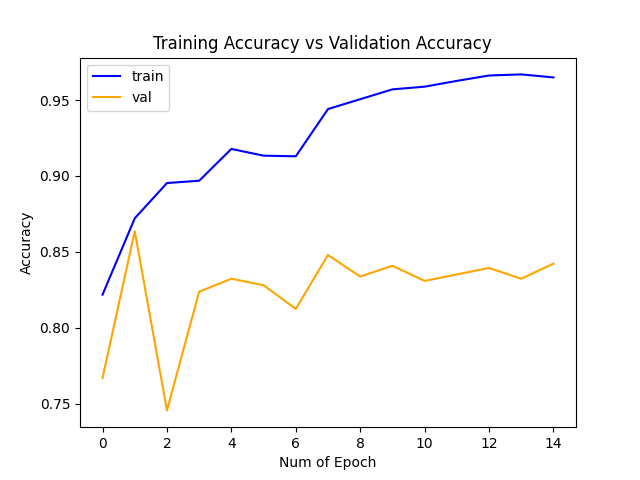 Training Accuracy vs Validation Accuracy
train
val
0.95
0.90
0.85
0.80
0.75
Accuracy
0 2 4 6 8 10 12 14
Num of Epoch